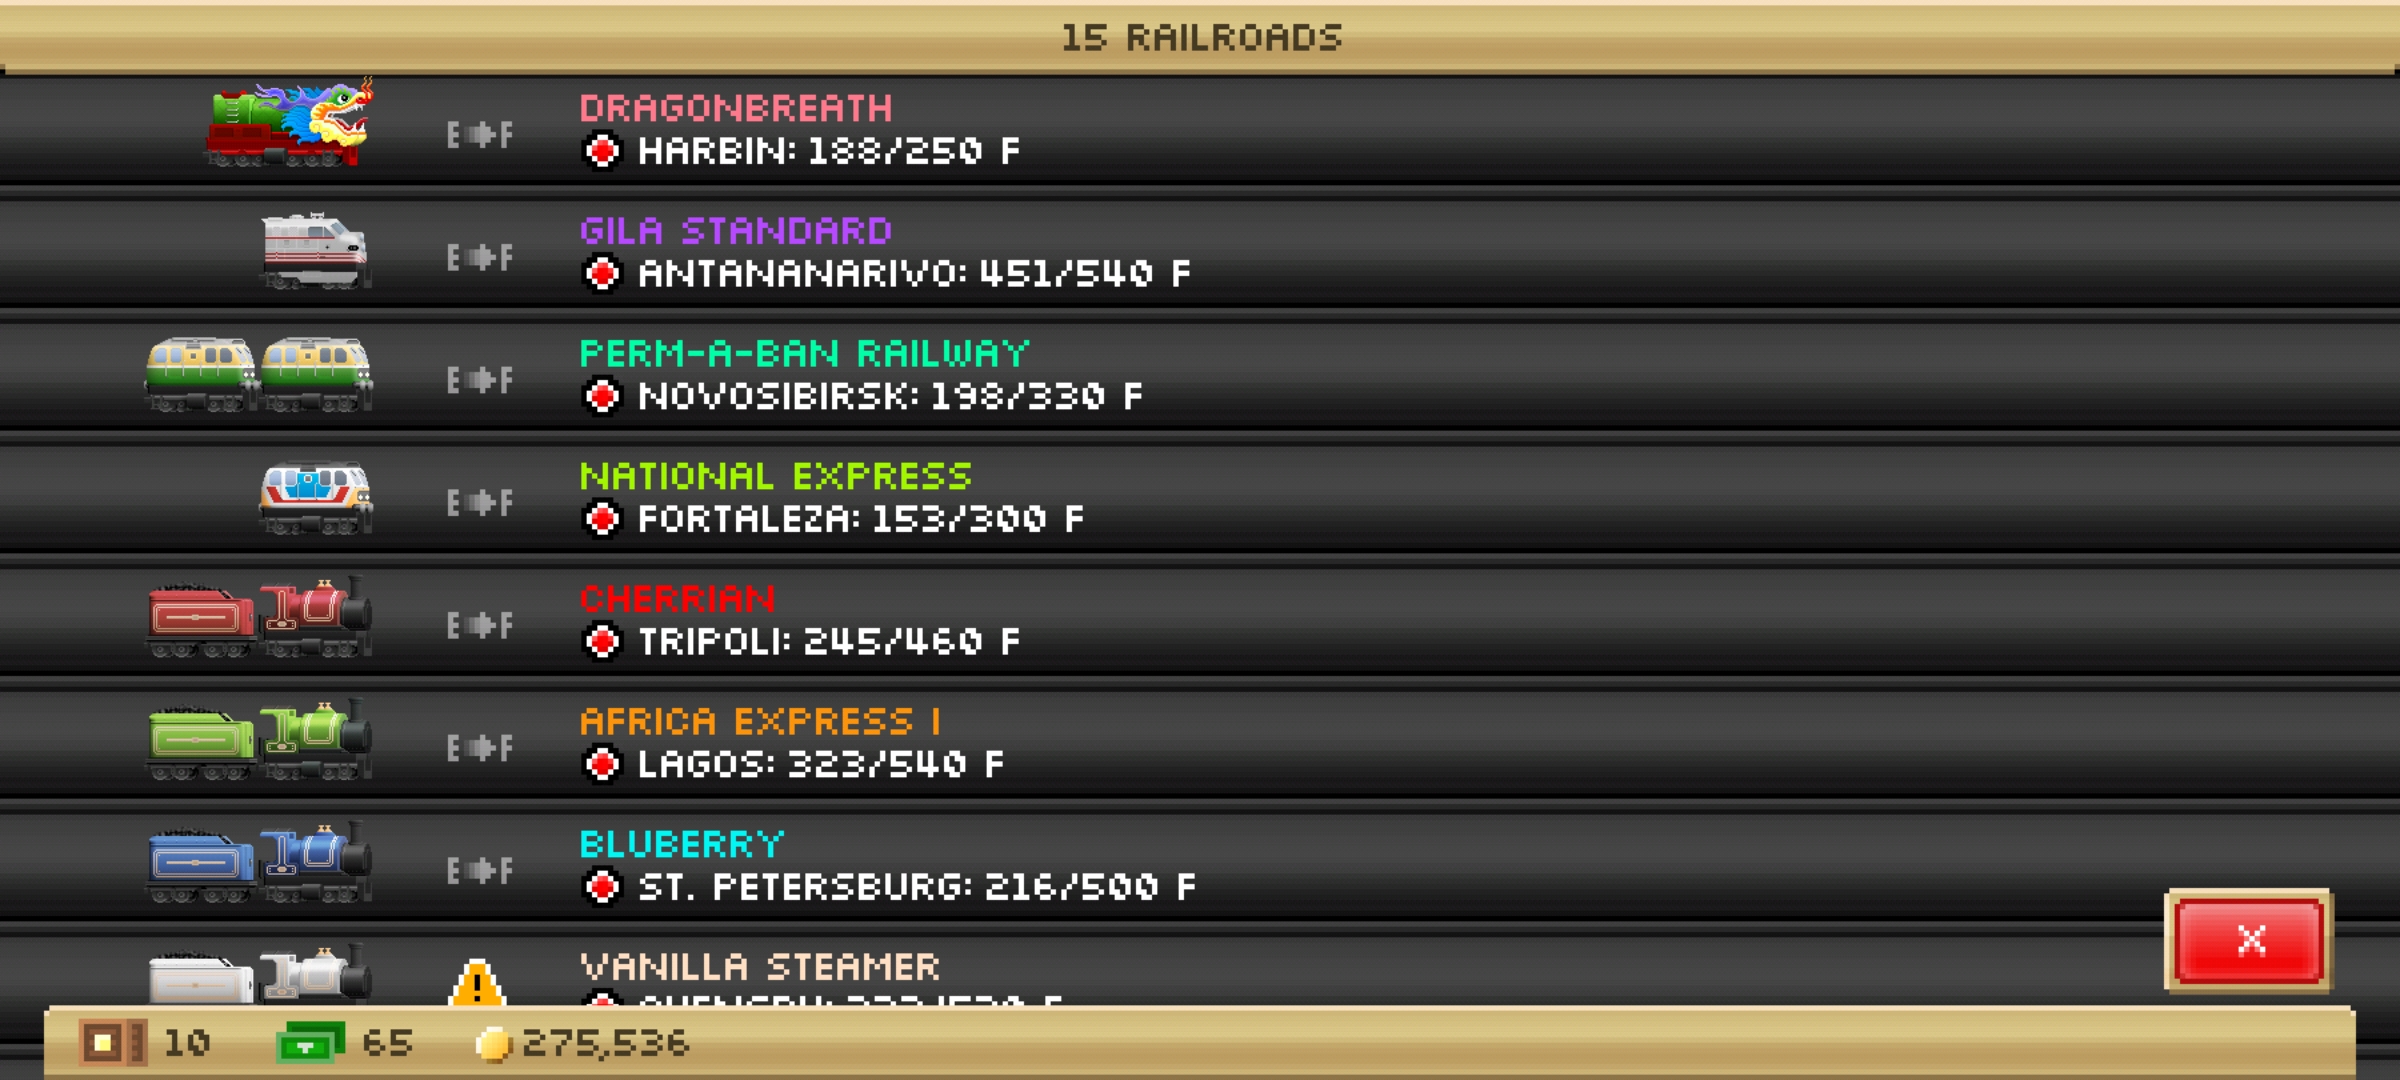 15 RAILROADS
DRAGONBREATH
E F
HARBIN: 188/250 F
GILA STANDARD
E F
ANTANANARIVO: 451/540 F
PERM-A-BAN RAILWAY
E F
NOVOSIBIRSK: 198/330 F
NATIONAL EXPRESS
E F
FORTALEZA: 153/300 F
CHERRIAN
E F
TRIPOLI: 245/460 F
AFRICA EXPRESS I
E F
LAGOS: 323/540 F
BLUBERRY
E F
ST. PETERSBURG: 216/500 F
VANILLA STEAMER
X
10 65 275,536